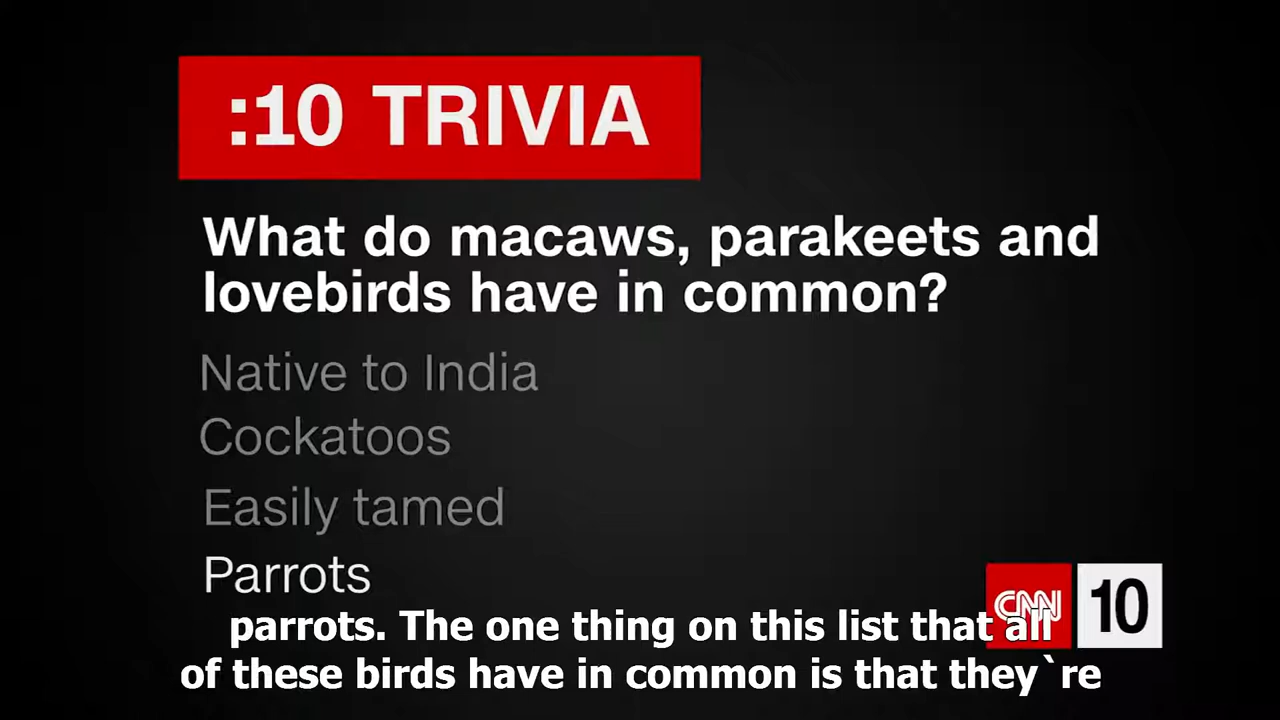 :10 TRIVIA
What do macaws, parakeets and
lovebirds have in common?
Native to India
Cockatoos
Easily tamed
Parrots
CNN 10
parrots. The one thing on this list that all
of these birds have in common is that they`re